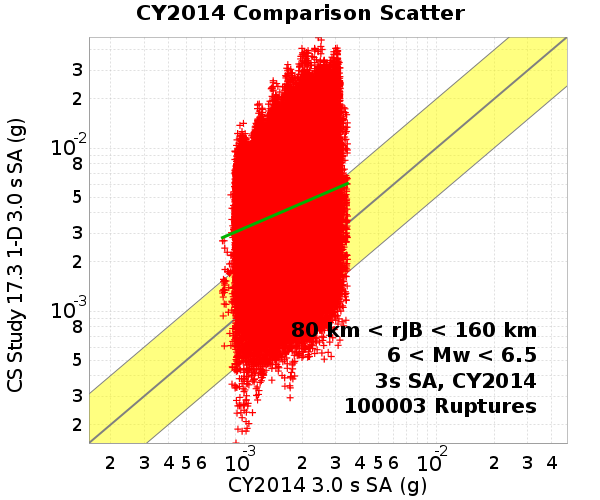 CY2014 Comparison Scatter
CS Study 17.3 1-D 3.0 s SA (g)
3
2
10-2
8
5
3
2
10-3
8
5
3
2
80 km < rJB < 160 km
6 < Mw < 6.5
3s SA, CY2014
100003 Ruptures
2 3 4 5 6 10-3 2 3 4 5 6 10-2 2 3 4
CY2014 3.0 s SA (g)